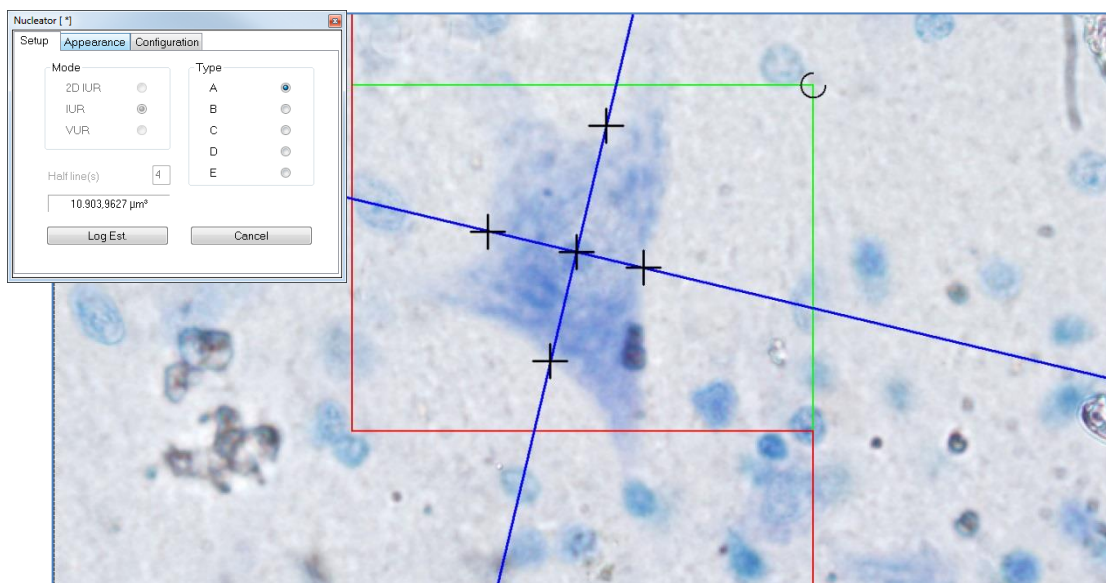 Nucleator [ *]
Setup Appearance Configuration
Mode
2D IUR
IUR
VUR
Type
A
B
C
D
E
Half line(s) 4
10.903,9627 µm³
Log Est. Cancel